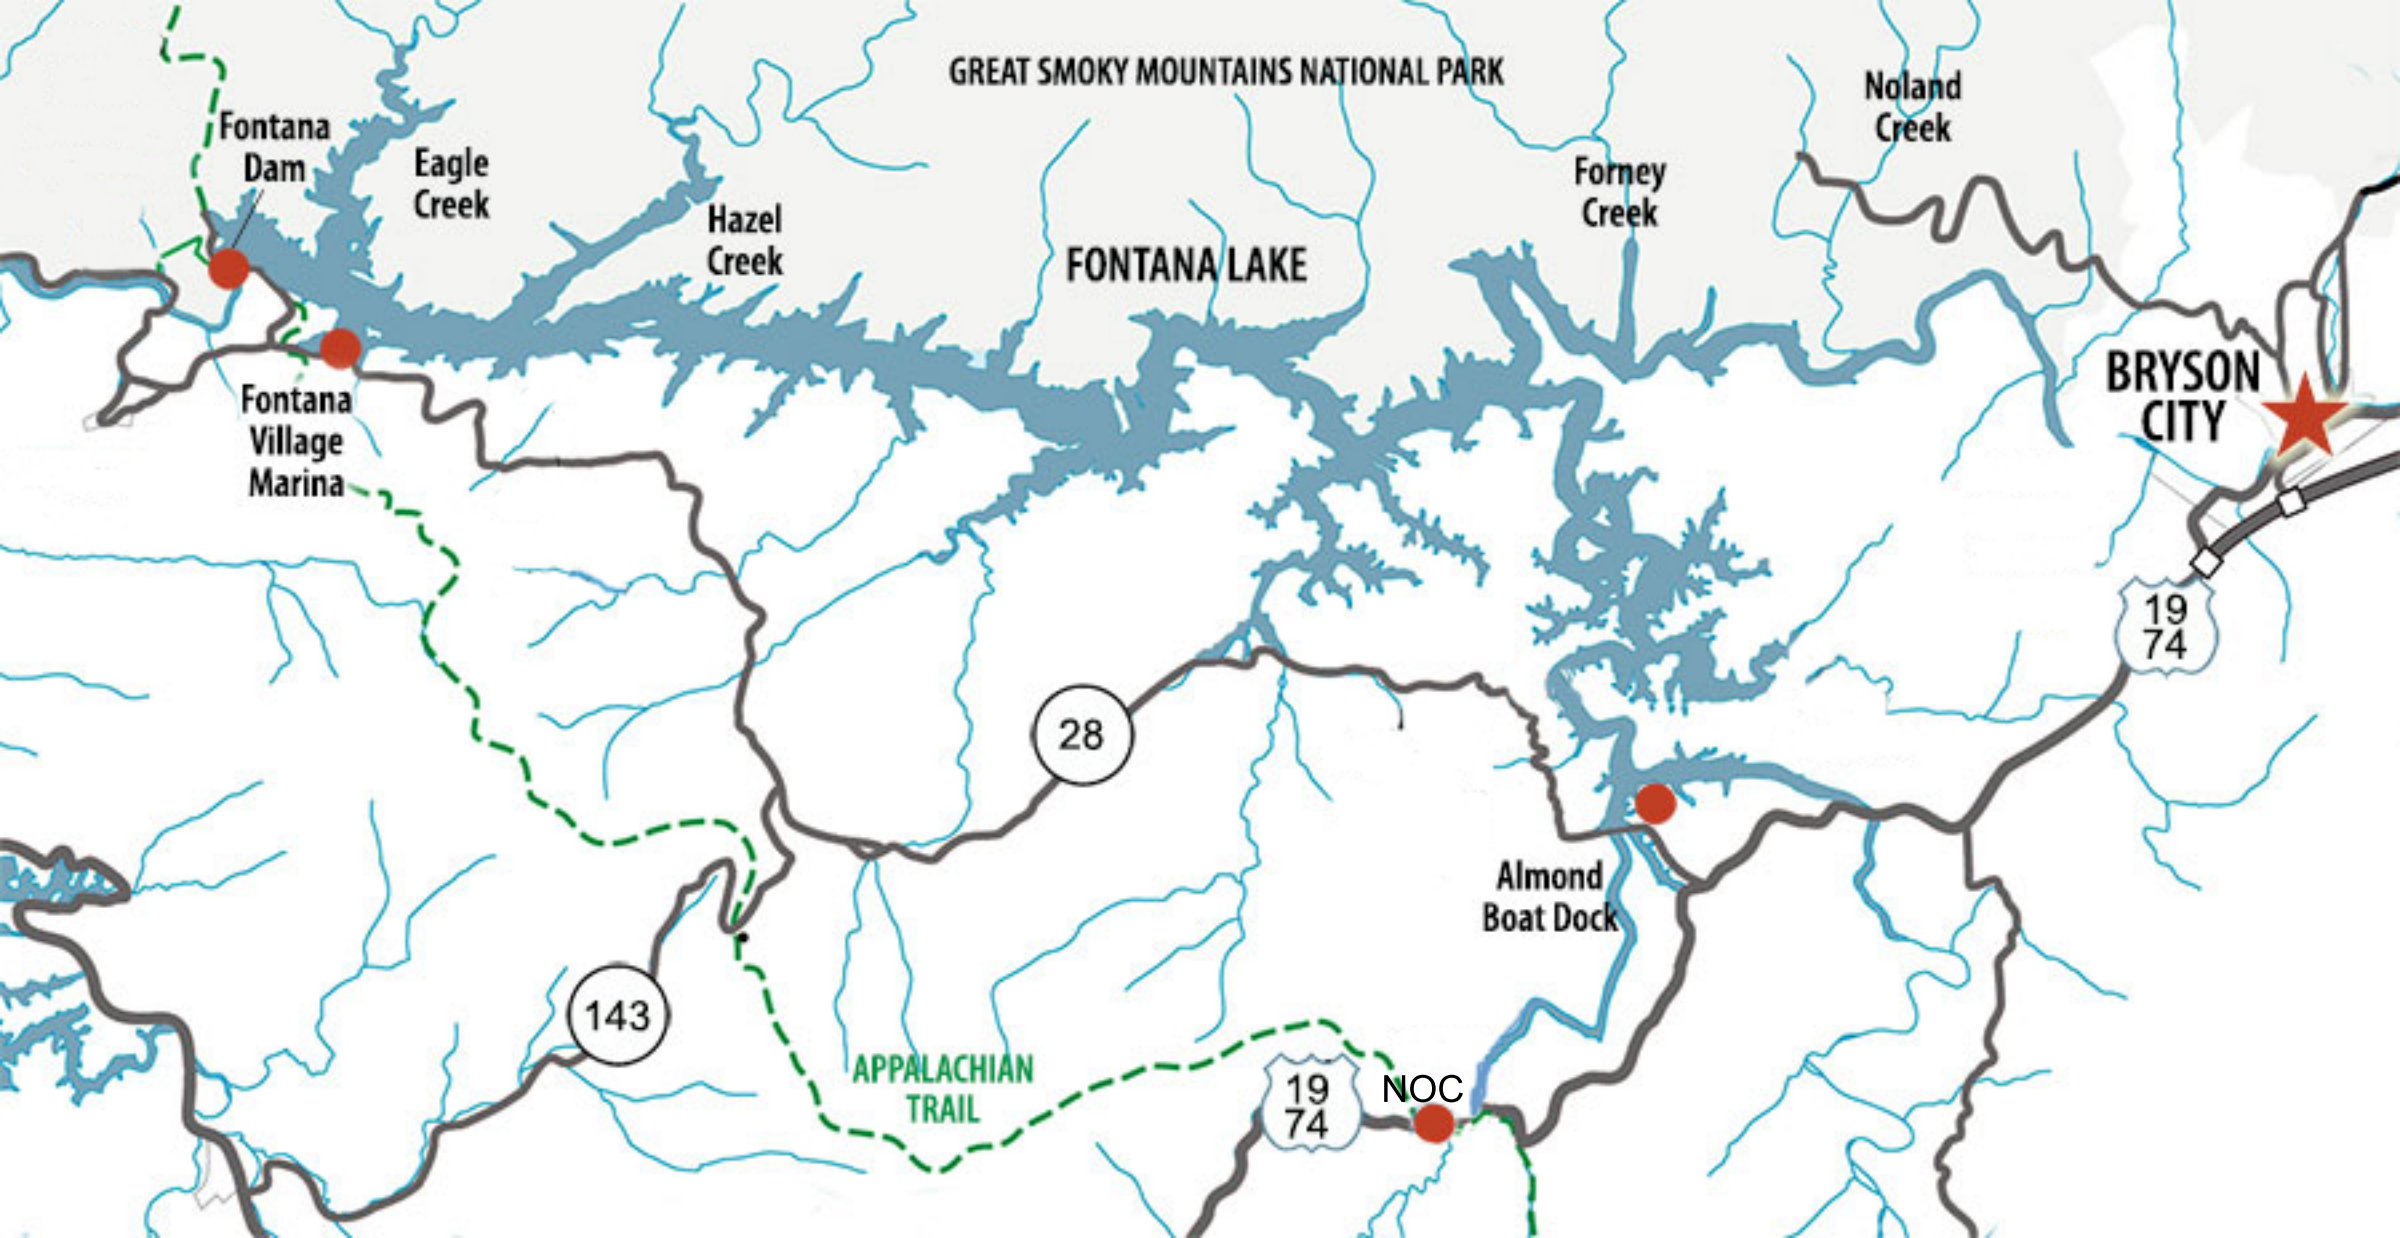 GREAT SMOKY MOUNTAINS NATIONAL PARK
Noland
Creek
Fontana
Dam
Eagle
Creek
Forney
Creek
Hazel
Creek
FONTANA LAKE
BRYSON
CITY
Fontana
Village
Marina
19
74
28
Almond
Boat Dock
143
APPALACHIAN
TRAIL
19
74
NOC